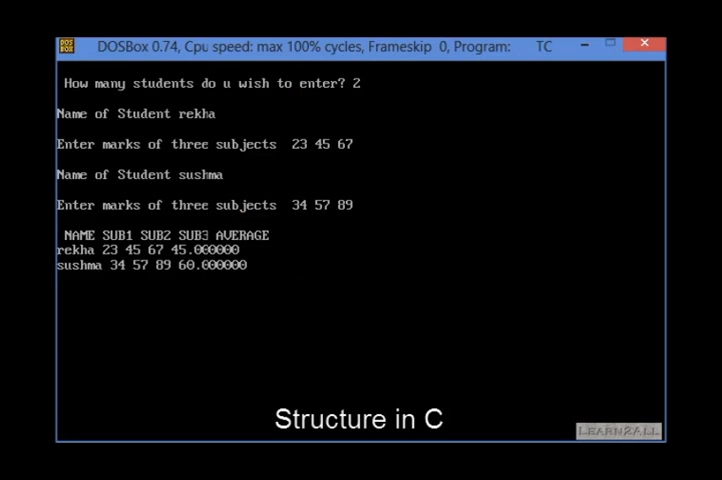 DOS BOX
DOSBox 0.74, Cpu speed: max 100% cycles, Frameskip 0, Program: TC
How many students do u wish to enter? 2
Name of Student rekha
Enter marks of three subjects 23 45 67
Name of Student sushma
Enter marks of three subjects 34 57 89
NAME SUB1 SUB2 SUB3 AVERAGE
rekha 23 45 67 45.000000
sushma 34 57 89 60.000000
Structure in C
LEARN2ALL